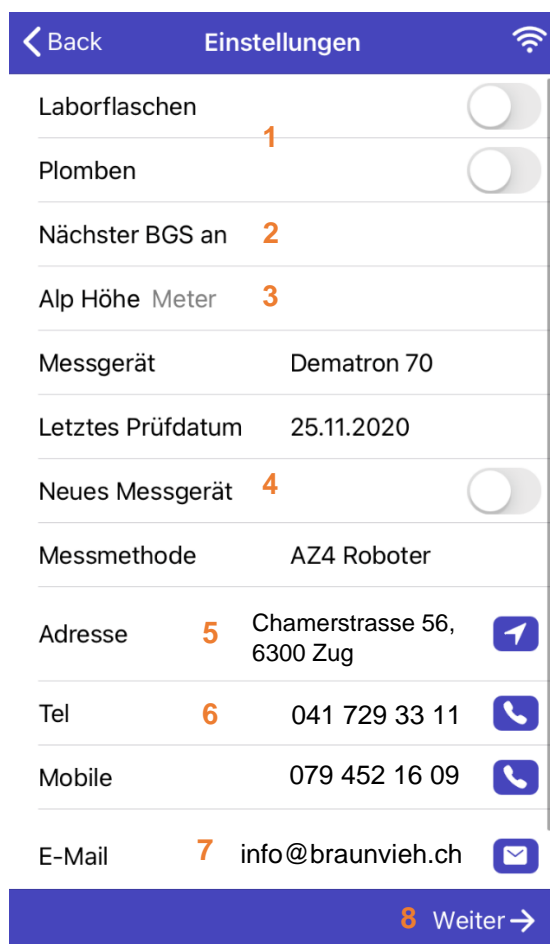 Back Einstellungen
Laborflaschen
1
Plomben
Nächster BGS an 2
Alp Höhe Meter 3
Messgerät Dematron 70
Letztes Prüfdatum 25.11.2020
Neues Messgerät 4
Messmethode AZ4 Roboter
Adresse 5 Chamerstrasse 56,
6300 Zug
Tel 6 041 729 33 11
Mobile 079 452 16 09
E-Mail 7 info@braunvieh.ch
8 Weiter